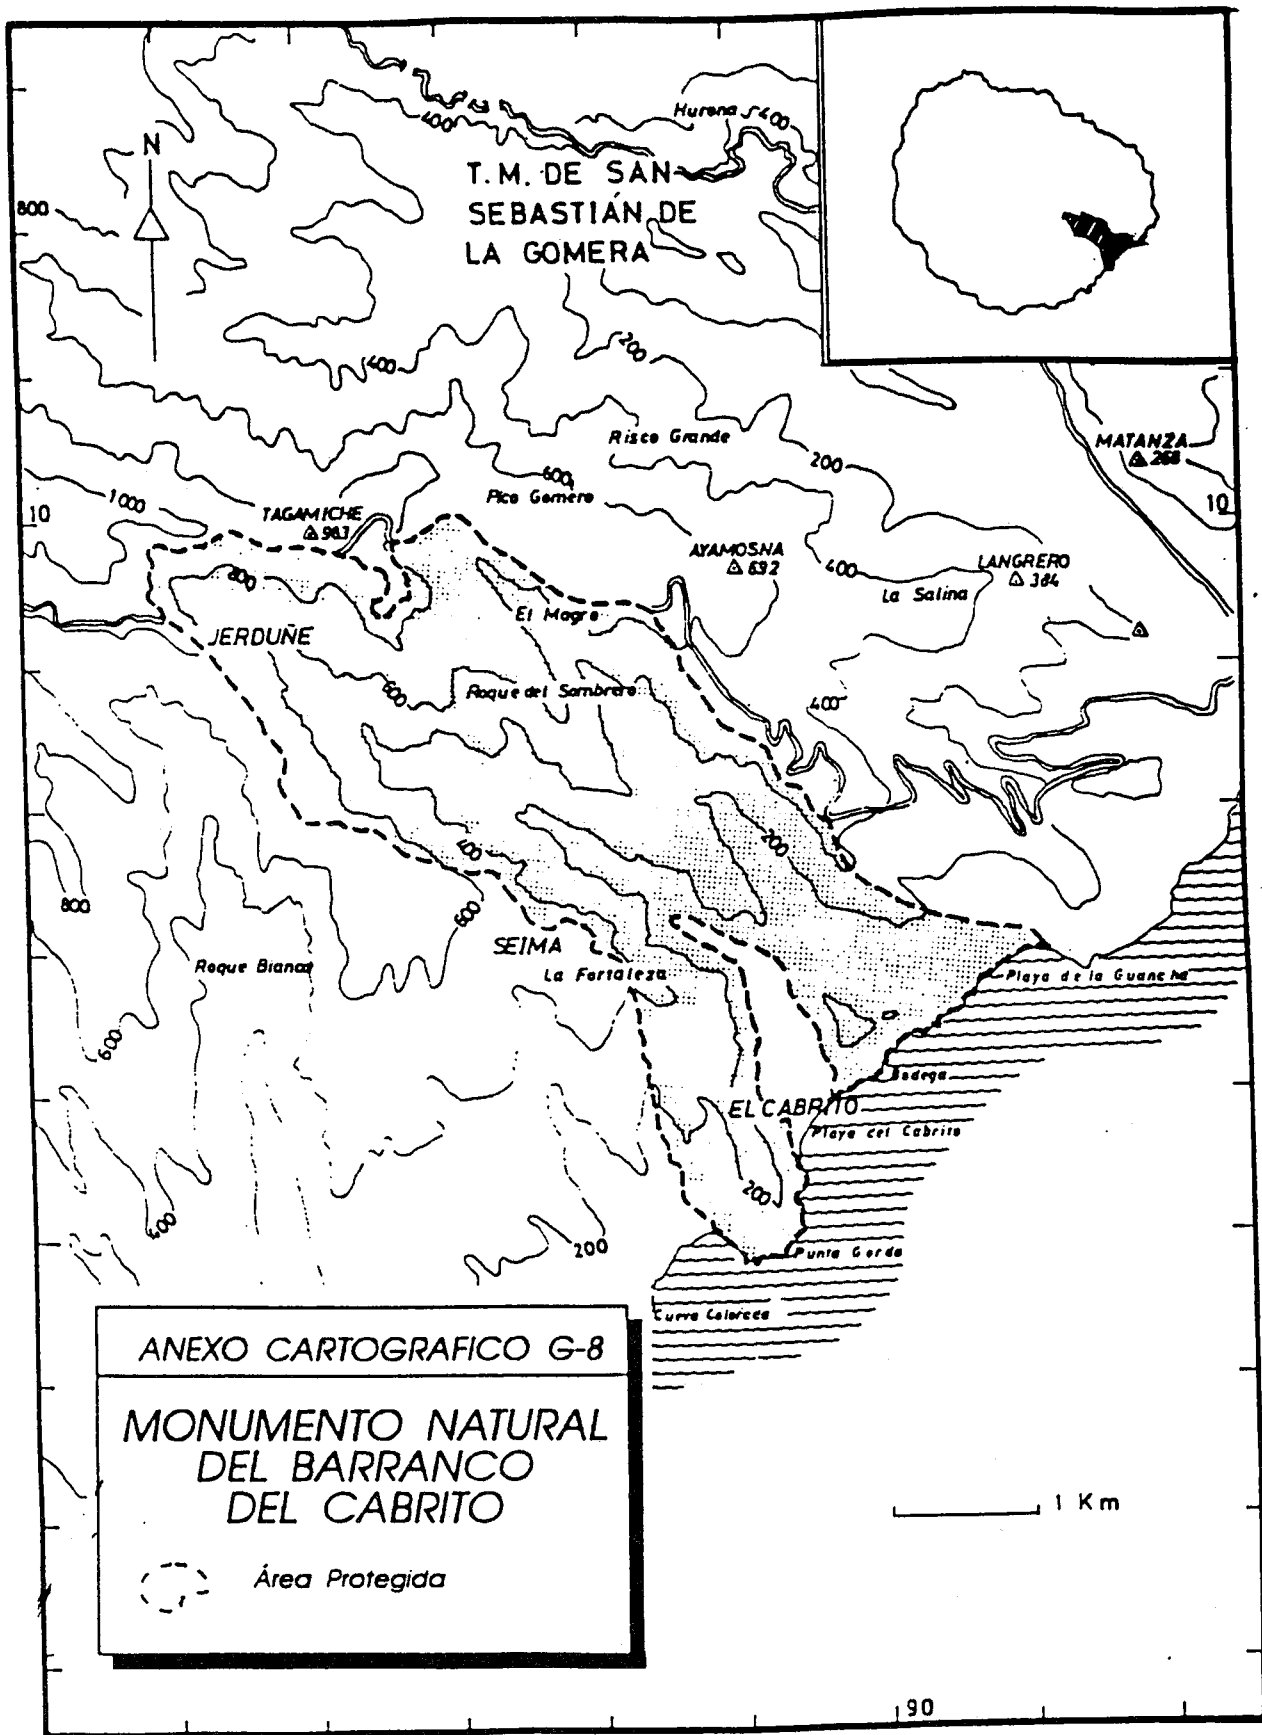 Hurona
400
400
N
T.M. DE SAN
SEBASTIÁN DE
LA GOMERA
800
200
400
Risco Grande
MATANZA
268
200
600
Pico Gomero
1000
10
10
TAGAMICHE
983
AYAMOSNA
692
400
LANGRERO
384
La Salina
800
El Magro
JERDUÑE
600
Roque del Sombrero
400
200
400
800
600
SEIMA
Roque Blanco
La Fortaleza
Playa de la Guancha
600
Bodega
EL CABRITO
Playa del Cabrito
200
400
200
Punta Gorda
ANEXO CARTOGRAFICO G-8
MONUMENTO NATURAL
DEL BARRANCO
DEL CABRITO
Área Protegida
1 Km
90